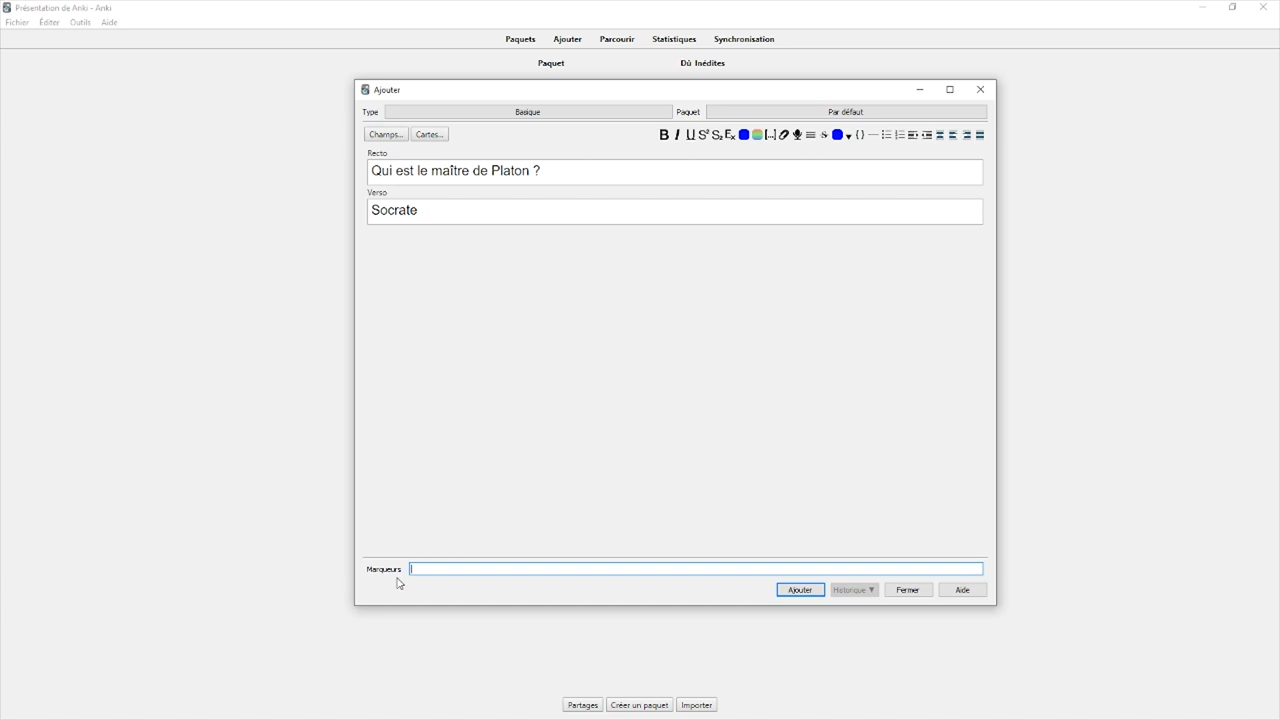 Présentation de Anki - Anki
Fichier Éditer Outils Aide
Paquets Ajouter Parcourir Statistiques Synchronisation
Paquet Dû Inédites
Ajouter
Type Basique Paquet Par défaut
Champs... Cartes...
Recto
Qui est le maître de Platon ?
Verso
Socrate
Marqueurs
Ajouter Historique ▼ Fermer Aide
Partages Créer un paquet Importer